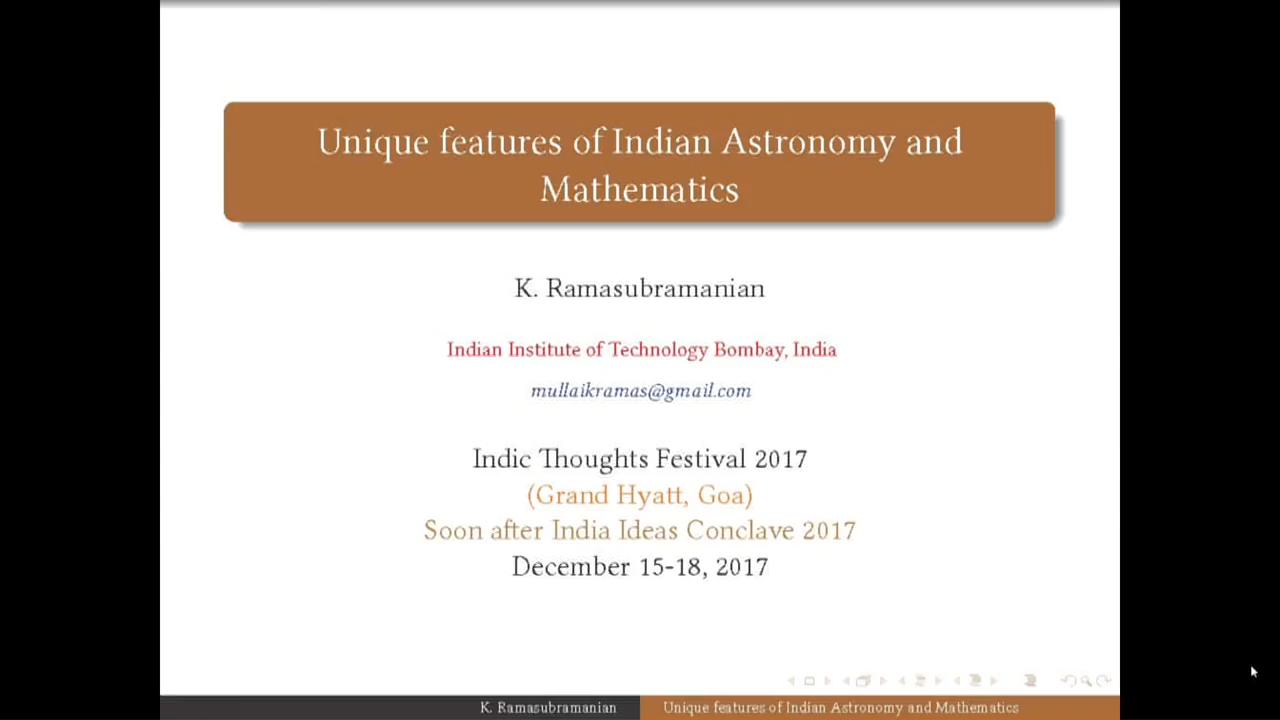 Unique features of Indian Astronomy and
Mathematics
K. Ramasubramanian
Indian Institute of Technology Bombay, India
mullaikramas@gmail.com
Indic Thoughts Festival 2017
(Grand Hyatt, Goa)
Soon after India Ideas Conclave 2017
December 15-18, 2017
K. Ramasubramanian
Unique features of Indian Astronomy and Mathematics